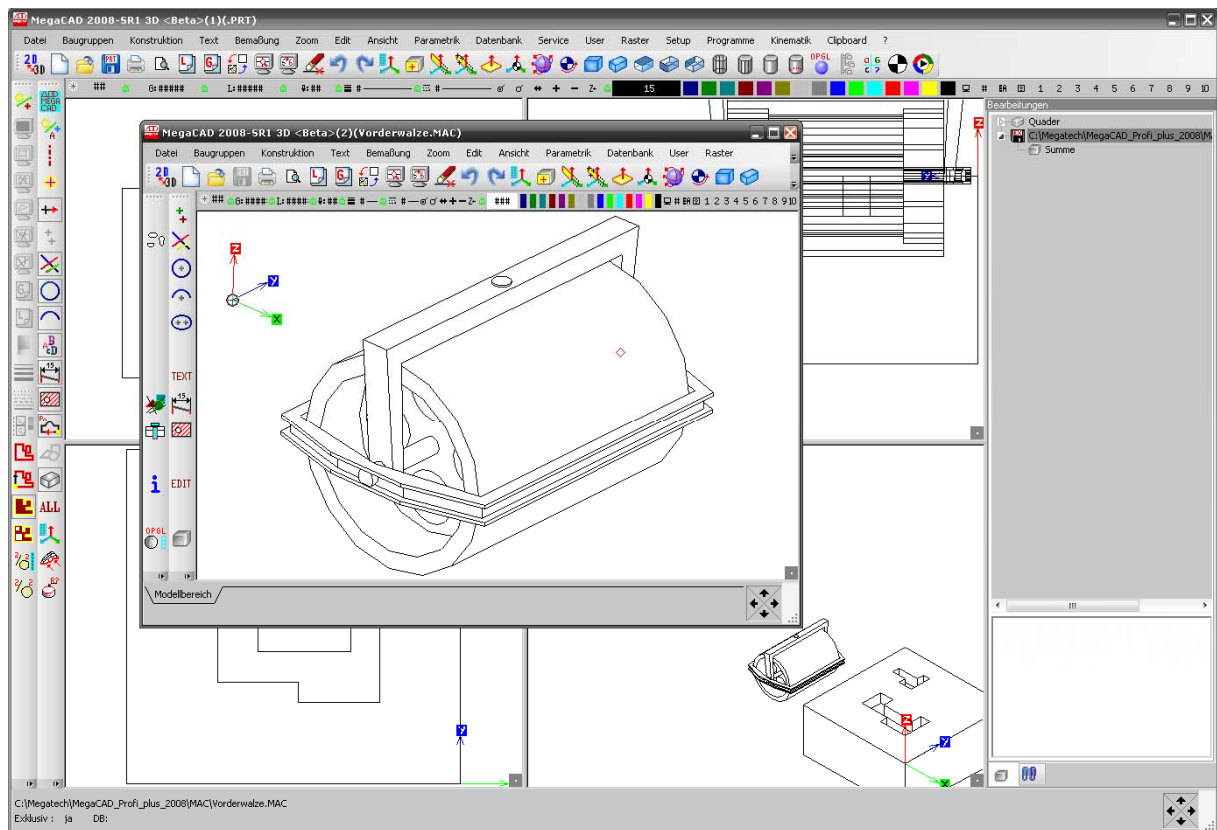 MegaCAD 2008-SR1 3D <Beta>(1)(.PRT)
Datei Baugruppen Konstruktion Text Bemaßung Zoom Edit Ansicht Parametrik Datenbank Service User Raster Setup Programme Kinematik Clipboard ?
* ## G:##### L:##### #:## # # + - Z+ 15 # 1 2 3 4 5 6 7 8 9 10
Bearbeitungen
Quader
C:\Megatech\MegaCAD_Profi_plus_2008\M
Summe
MegaCAD 2008-SR1 3D <Beta>(2)(Vorderwalze.MAC)
Datei Baugruppen Konstruktion Text Bemaßung Zoom Edit Ansicht Parametrik Datenbank User Raster
* ## G:#### L:#### #:## # # + - Z+ ### # 1 2 3 4 5 6 7 8 9 10
Z
Y
X
TEXT
15
EDIT
OPGL
Modellbereich
ALL
Z
Y
X
Y
C:\Megatech\MegaCAD_Profi_plus_2008\MAC\Vorderwalze.MAC
Exklusiv : ja DB: